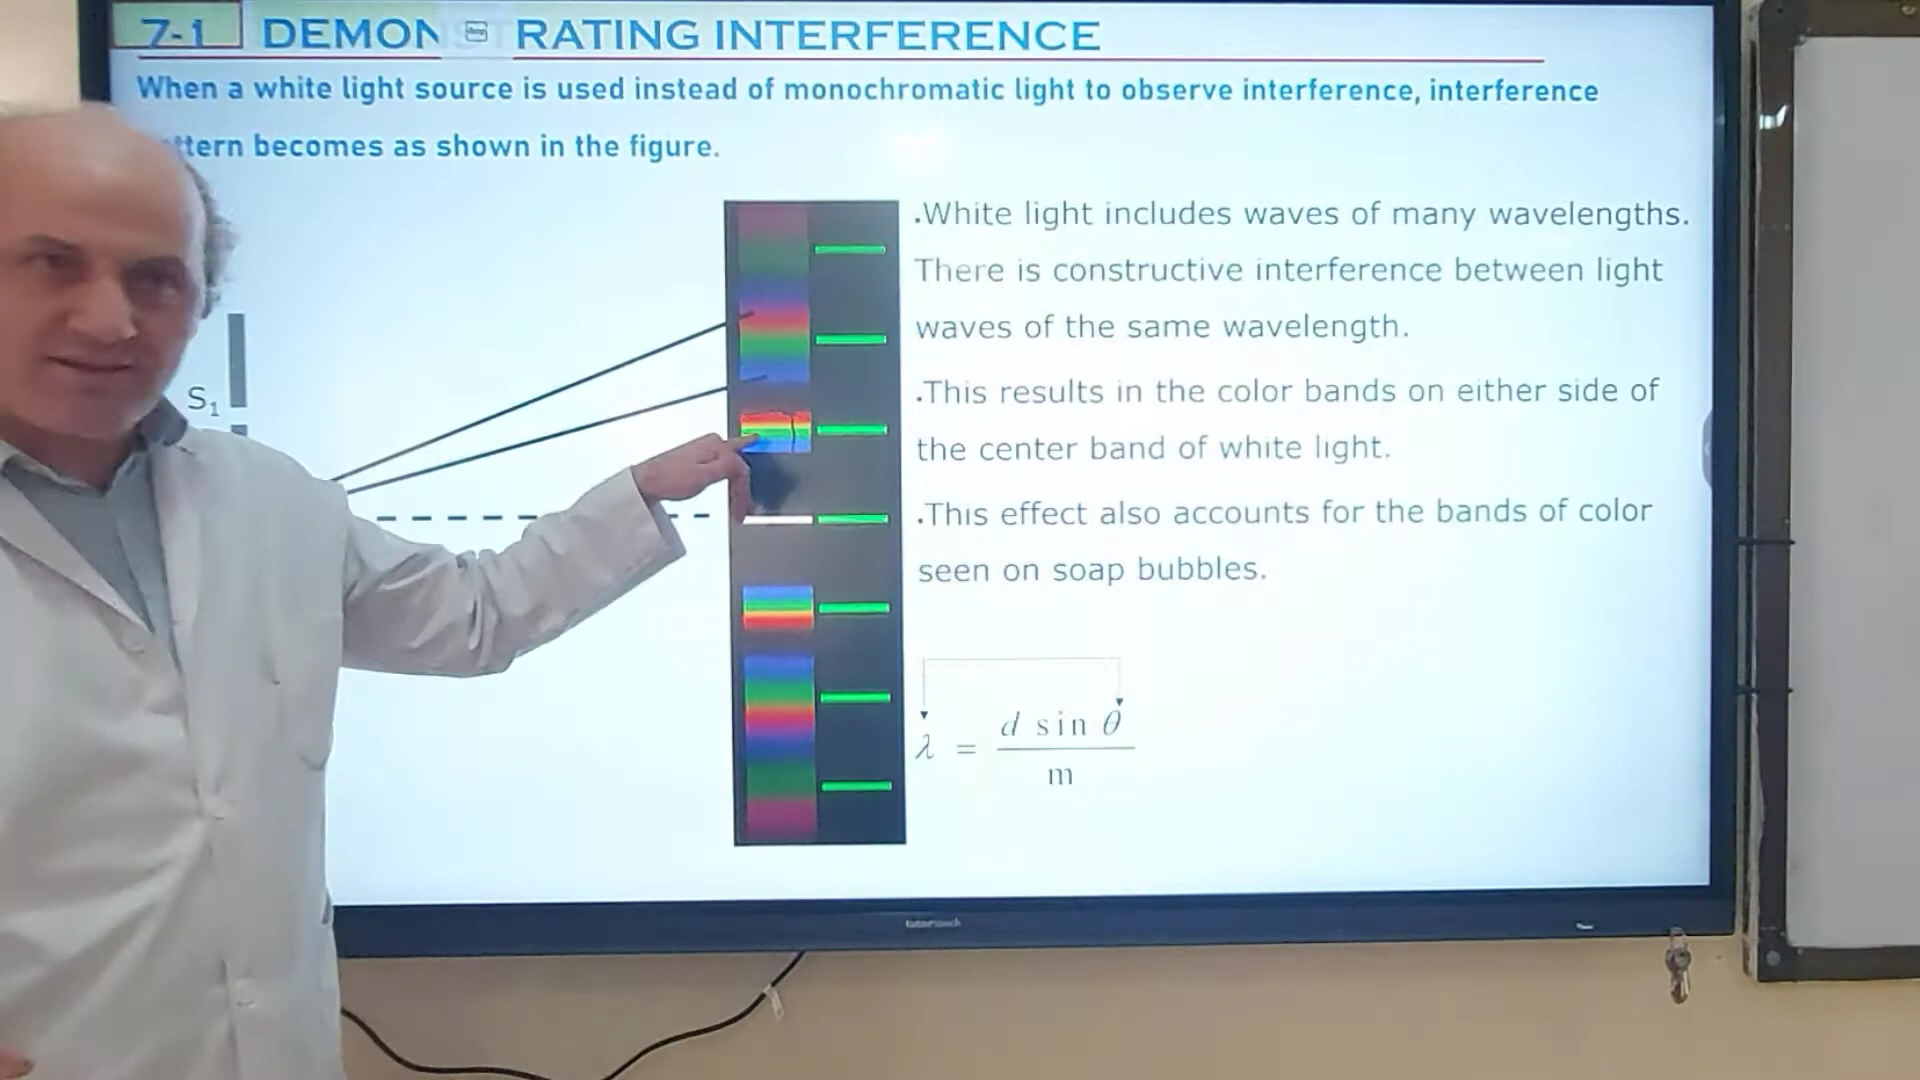 7-1 DEMON RATING INTERFERENCE
When a white light source is used instead of monochromatic light to observe interference, interference
ttern becomes as shown in the figure.
.White light includes waves of many wavelengths.
There is constructive interference between light
waves of the same wavelength.
.This results in the color bands on either side of
the center band of white light.
.This effect also accounts for the bands of color
seen on soap bubbles.
S₁
λ = d sin θ
m